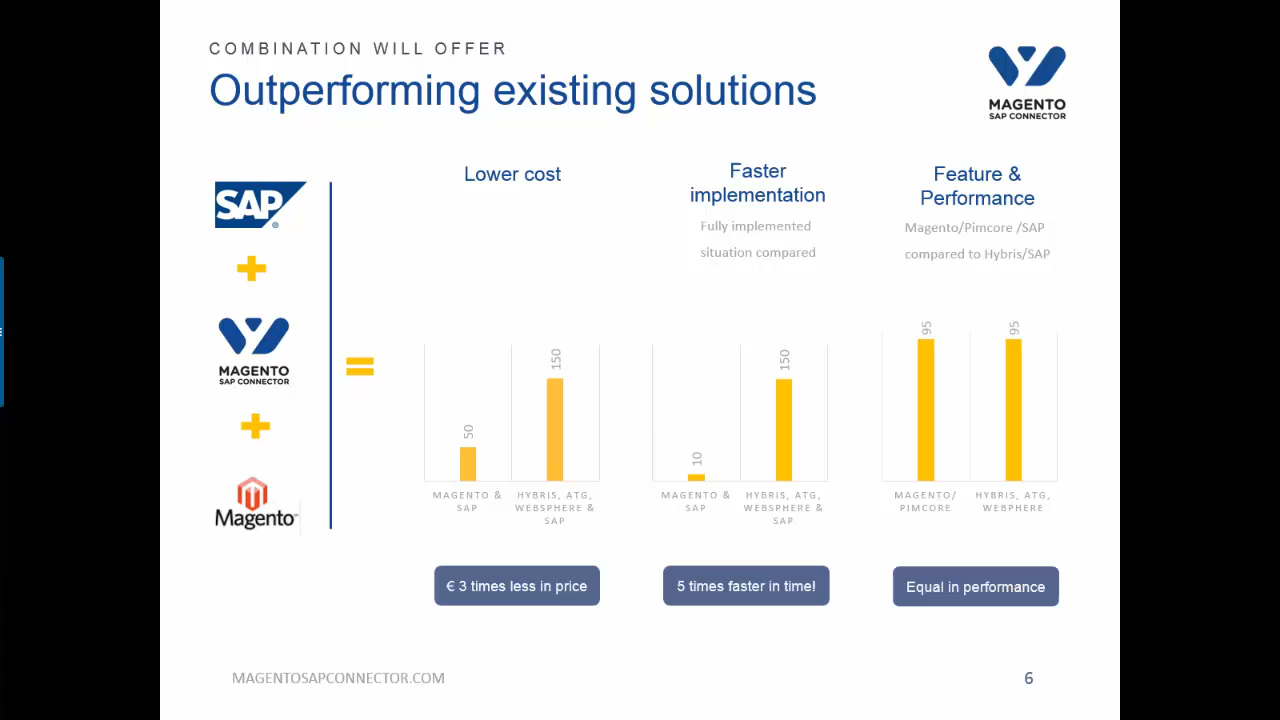 COMBINATION WILL OFFER
Outperforming existing solutions
MAGENTO
SAP CONNECTOR
SAP
®
MAGENTO
SAP CONNECTOR
Magento™
Lower cost
50
150
MAGENTO &
SAP
HYBRIS, ATG,
WEBSPHERE &
SAP
€ 3 times less in price
Faster
implementation
Fully implemented
situation compared
10
150
MAGENTO &
SAP
HYBRIS, ATG,
WEBSPHERE &
SAP
5 times faster in time!
Feature &
Performance
Magento/Pimcore /SAP
compared to Hybris/SAP
95
95
MAGENTO/
PIMCORE
HYBRIS, ATG,
WEBPHERE
Equal in performance
MAGENTOSAPCONNECTOR.COM
6